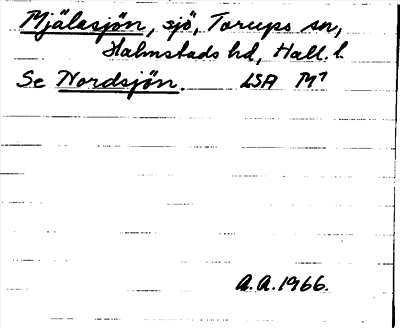 Mjälasjön, sjö, Torups sn,
Halmstads hd, Hall. l.
Se Nordsjön. LSA M7
A.A. 1966.